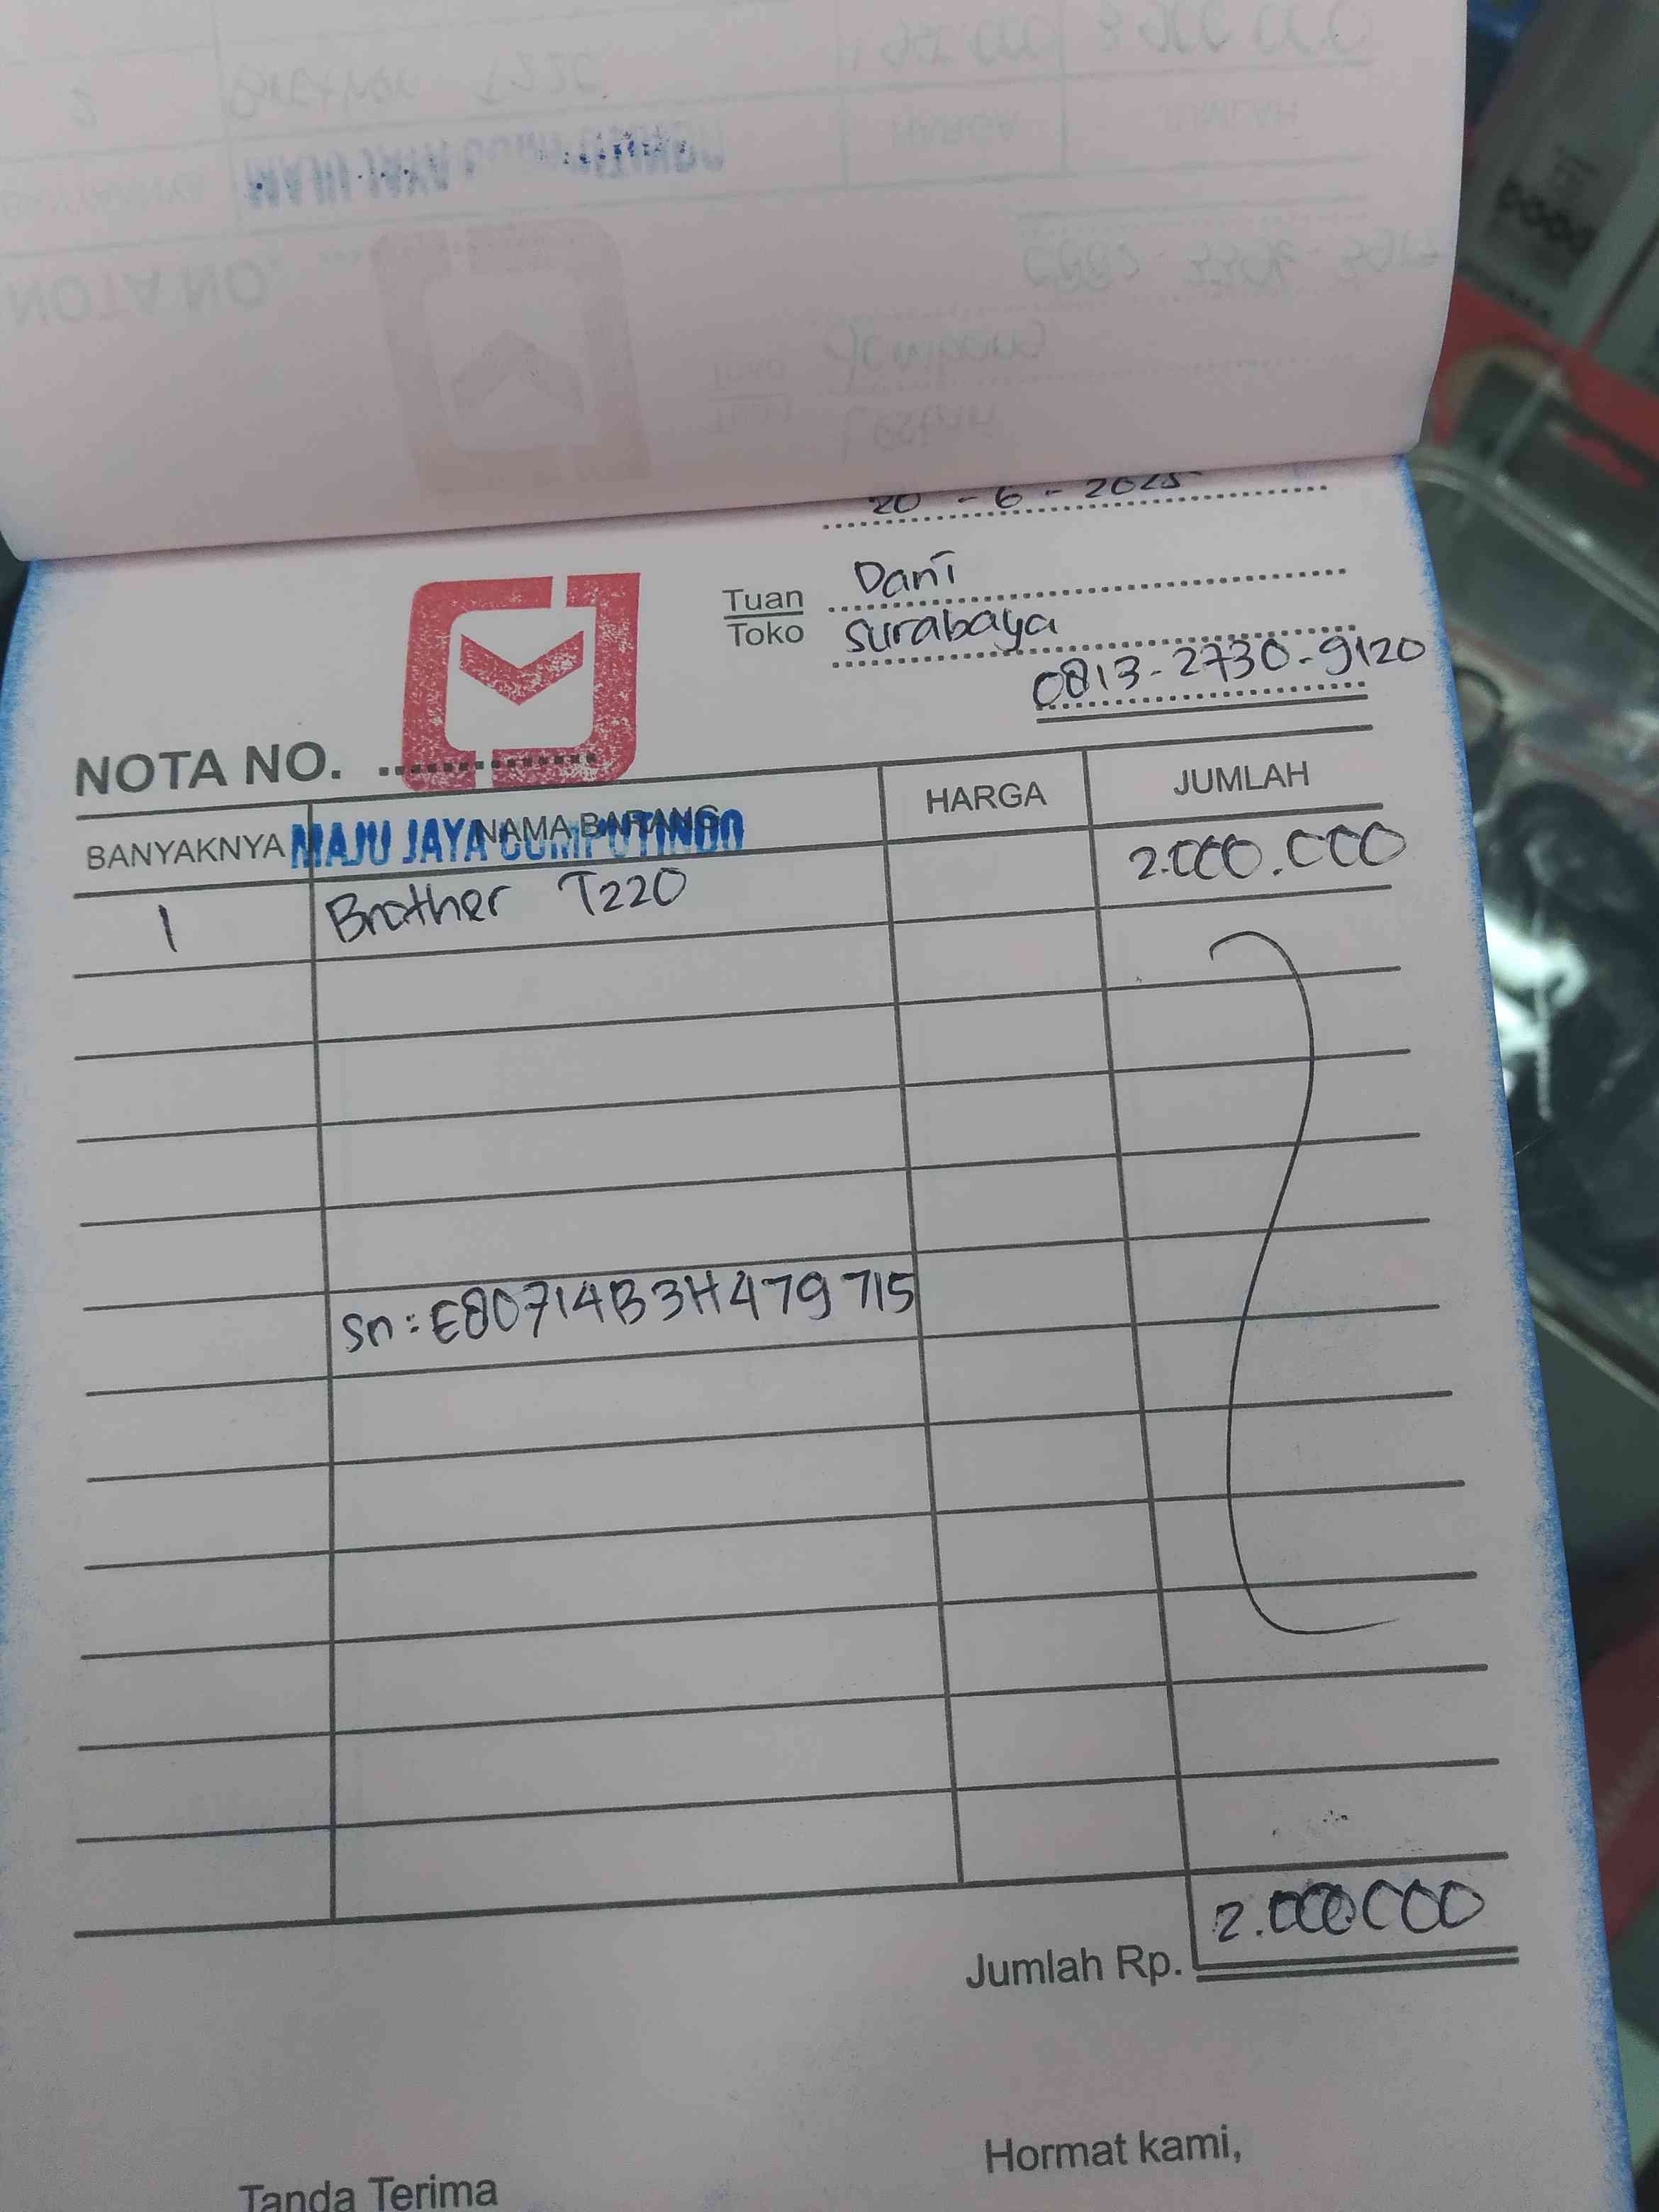 20 - 6 - 2025
Tuan Dani
Toko Surabaya
0813-2730-9120
NOTA NO.
BANYAKNYA NAMA BARANG HARGA JUMLAH
MAJU JAYA COMPUTINDO
1 Brother T220 2.000.000
Sn: E80714B3H479715
Jumlah Rp. 2.000000
Hormat kami,
Tanda Terima